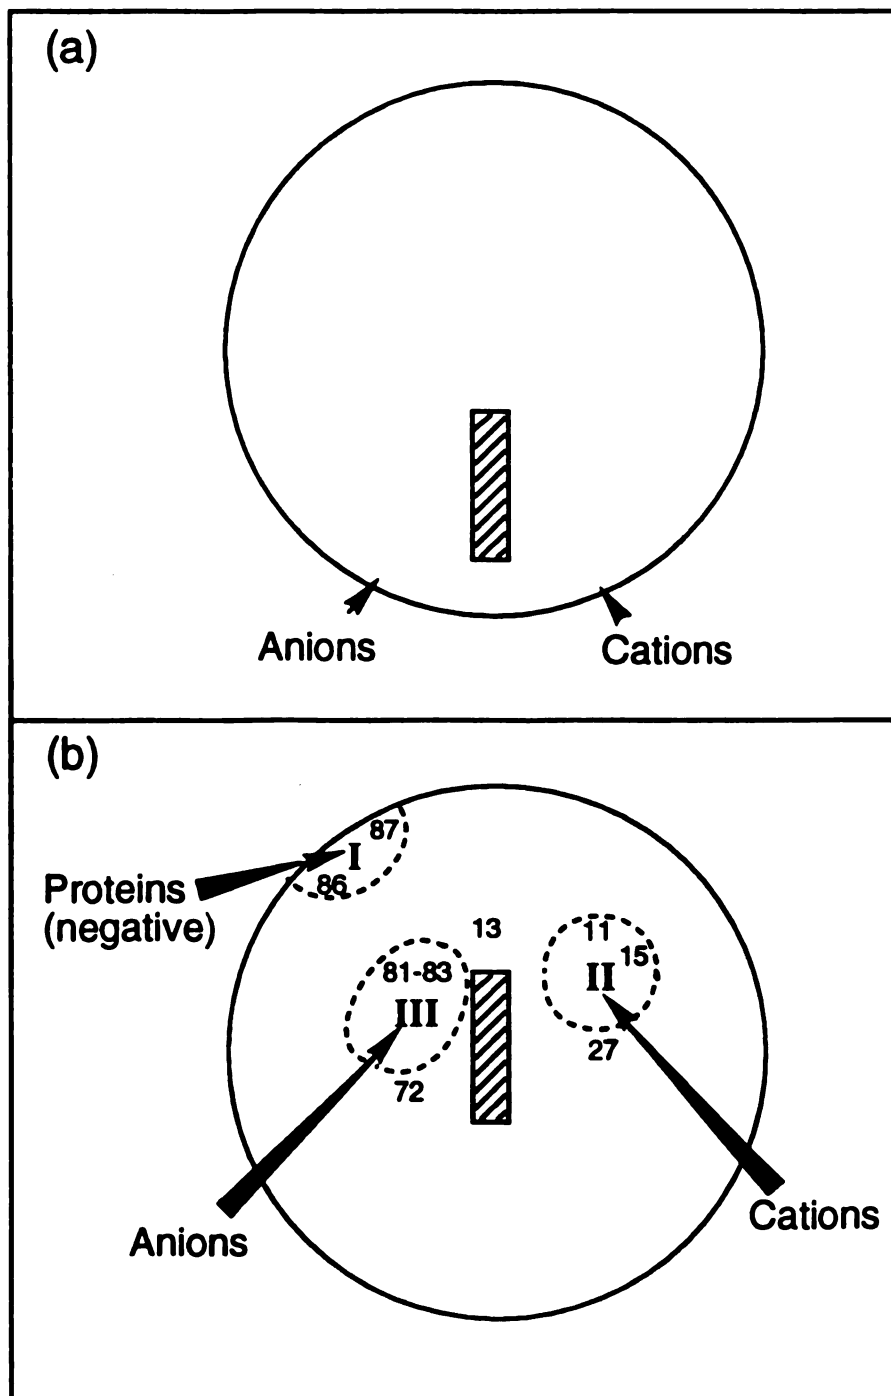 (a)
Anions
Cations
(b)
87
I
86
Proteins
(negative)
13
11
15
II
81-83
III
27
72
Cations
Anions